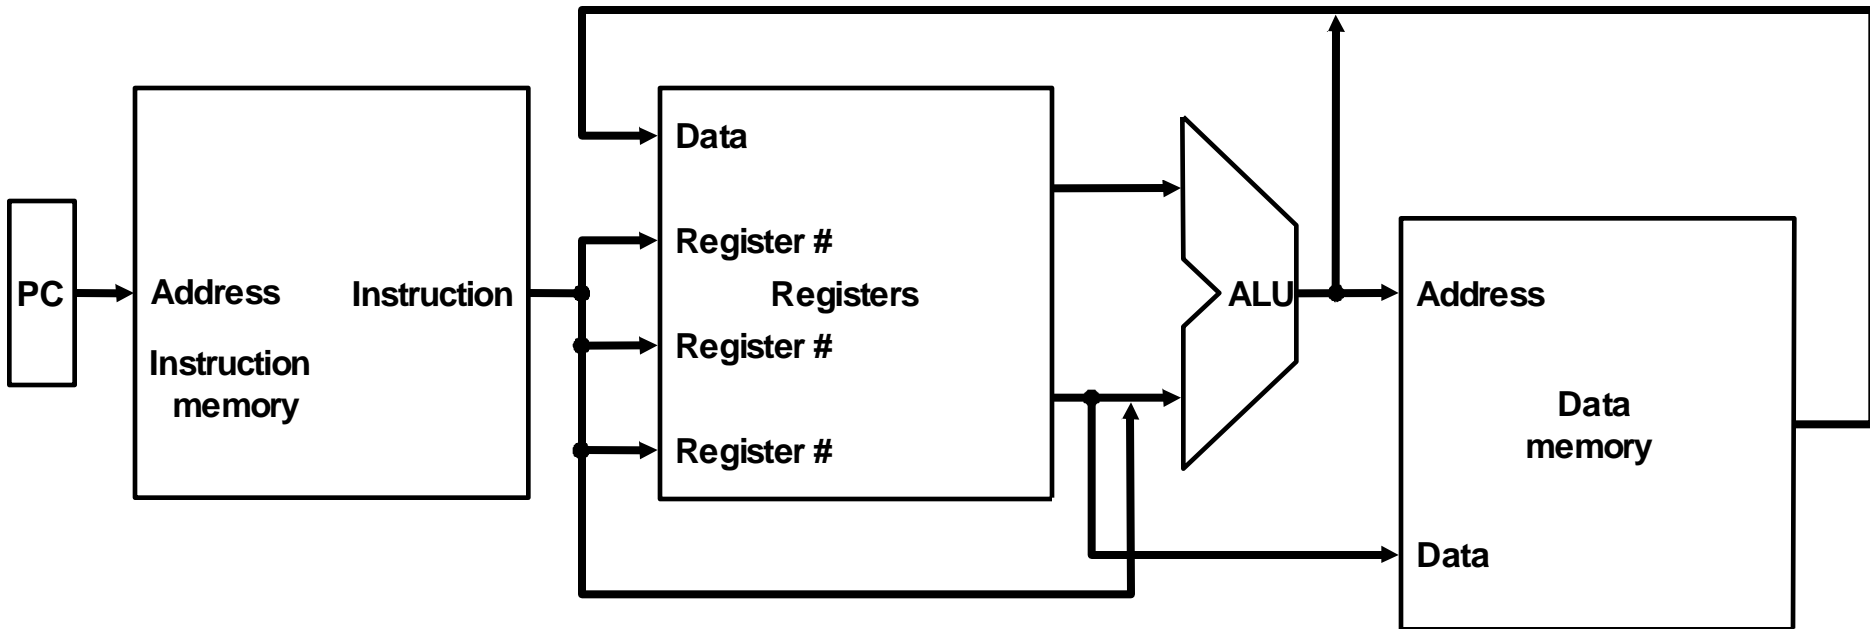 PC
Address
Instruction
Instruction
memory
Data
Register #
Registers
Register #
Register #
ALU
Address
Data
memory
Data